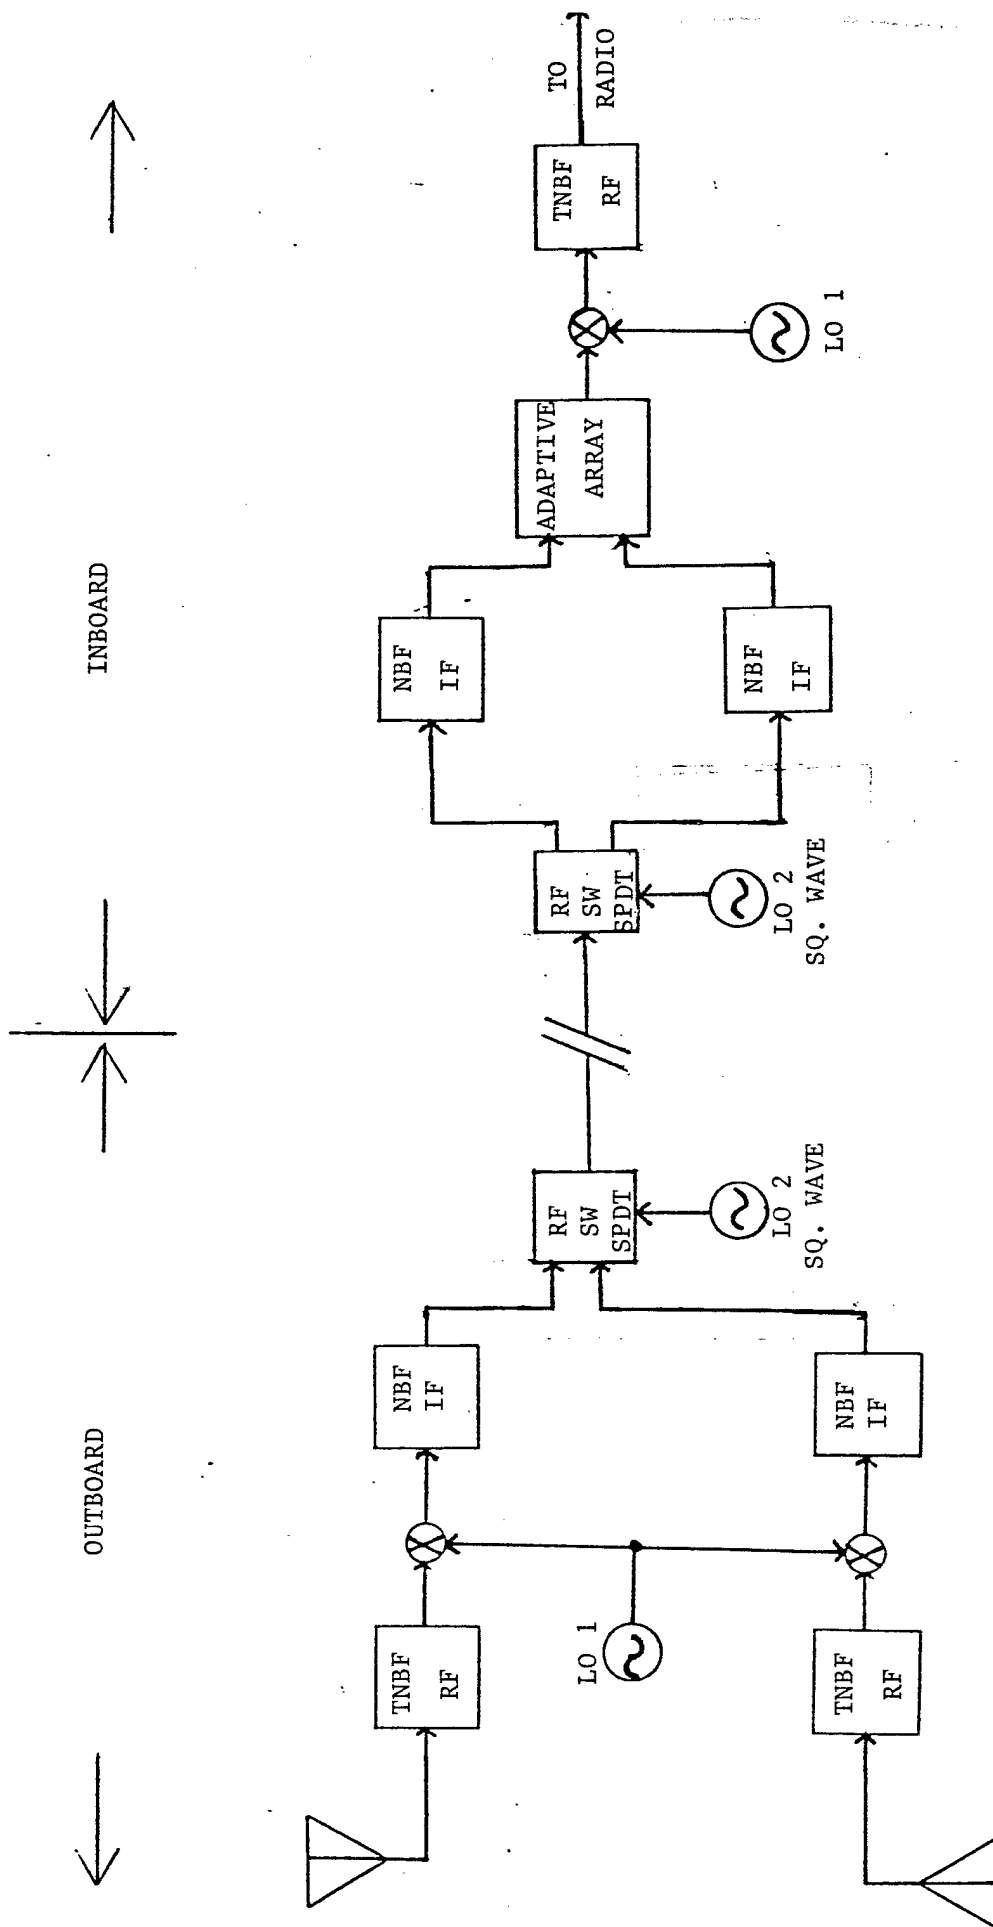 OUTBOARD
INBOARD
TNBF
RF
NBF
IF
LO 1
TNBF
RF
NBF
IF
RF
SW
SPDT
LO 2
SQ. WAVE
RF
SW
SPDT
LO 2
SQ. WAVE
NBF
IF
NBF
IF
ADAPTIVE
ARRAY
LO 1
TNBF
RF
TO
RADIO